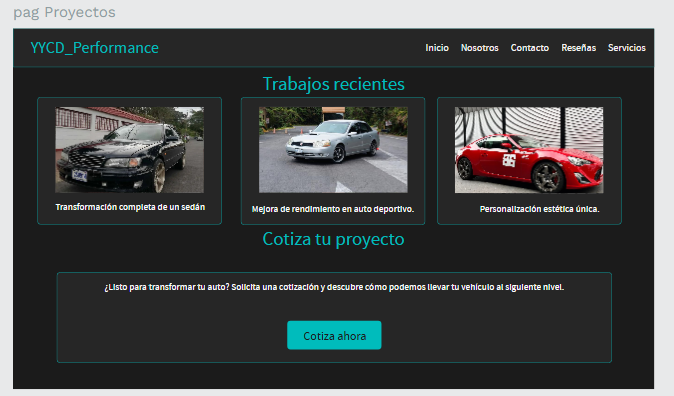 pag Proyectos
YYCD_Performance
Inicio Nosotros Contacto Reseñas Servicios
Trabajos recientes
Transformación completa de un sedán
Mejora de rendimiento en auto deportivo.
Personalización estética única.
Cotiza tu proyecto
¿Listo para transformar tu auto? Solicita una cotización y descubre cómo podemos llevar tu vehículo al siguiente nivel.
Cotiza ahora